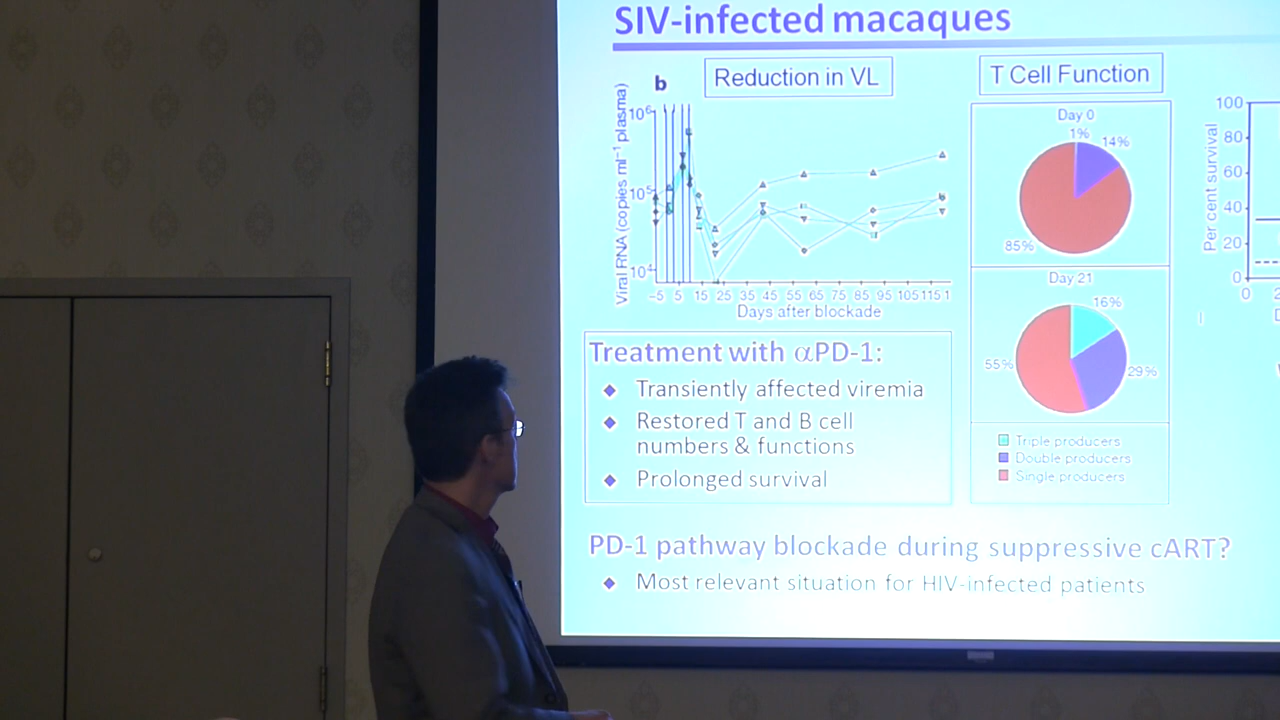 SIV-infected macaques
b
Reduction in VL
T Cell Function
Viral RNA (copies ml⁻¹ plasma)
10⁶
10⁵
10⁴
-5 5 15 25 35 45 55 65 75 85 95 105 115 1
Days after blockade
Day 0
1%
14%
85%
Day 21
16%
55%
29%
Triple producers
Double producers
Single producers
Per cent survival
100
80
60
40
20
0
0
Treatment with αPD-1:
Transiently affected viremia
Restored T and B cell
numbers & functions
Prolonged survival
PD-1 pathway blockade during suppressive cART?
Most relevant situation for HIV-infected patients